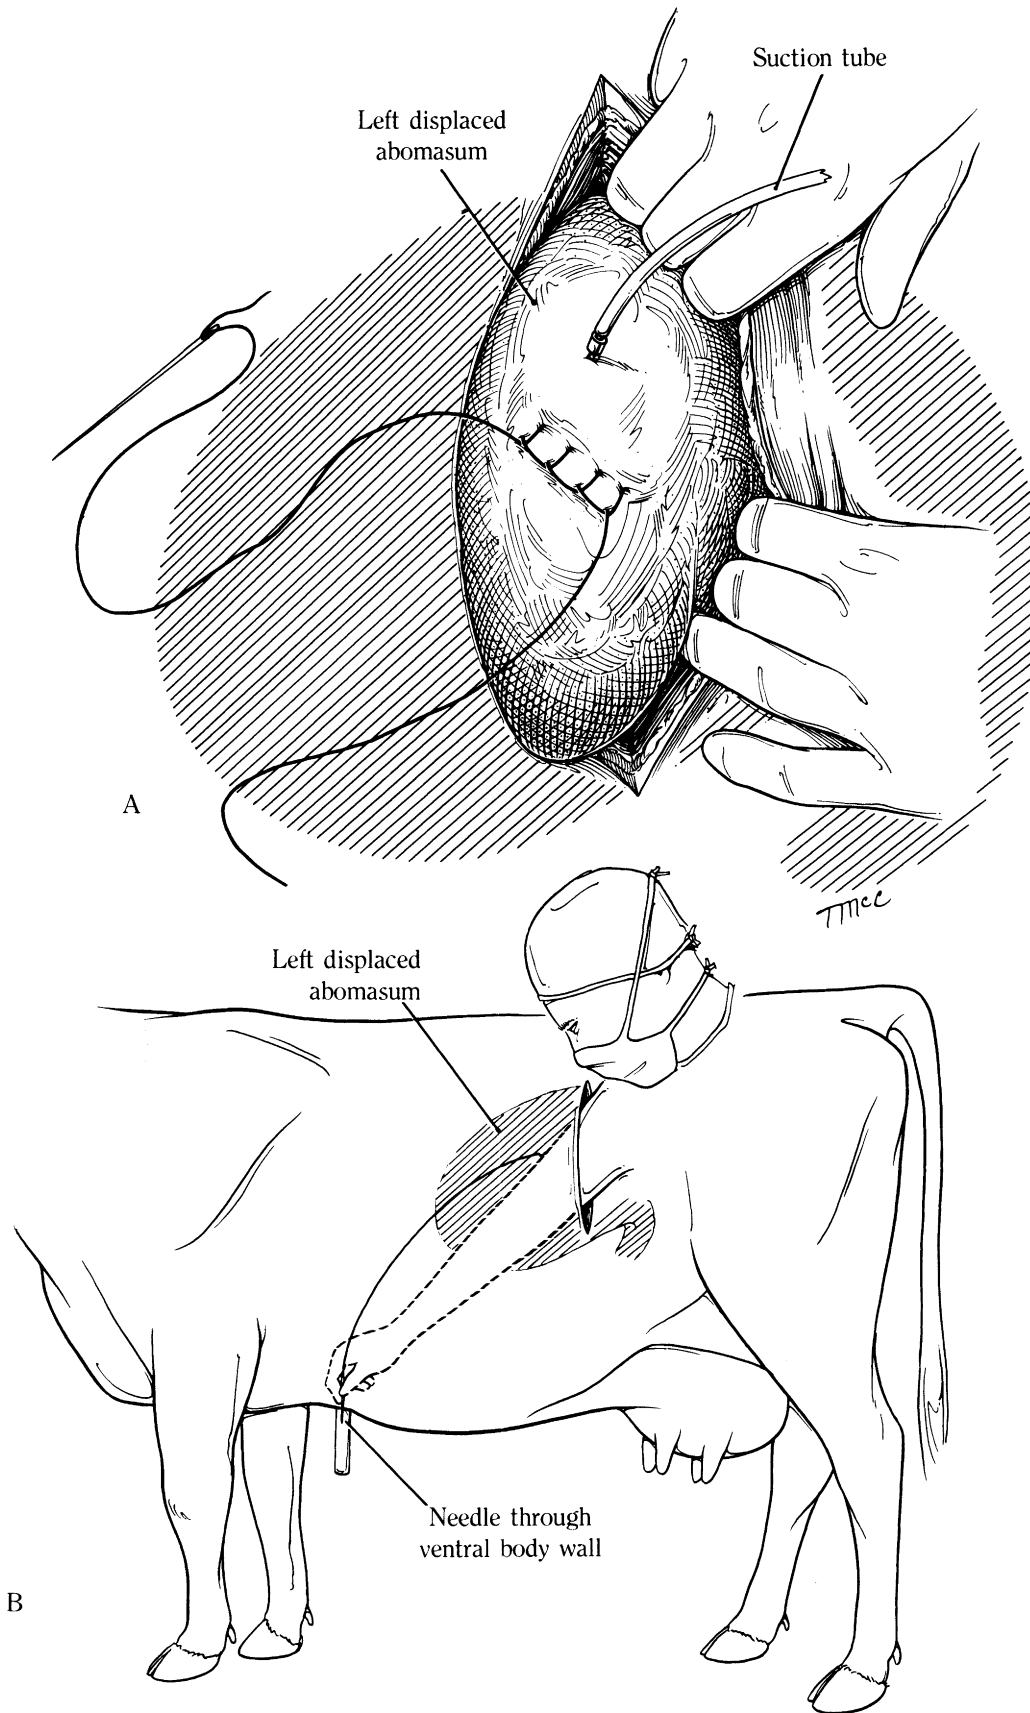 Suction tube
Left displaced
abomasum
A
TMcC
Left displaced
abomasum
Needle through
ventral body wall
B